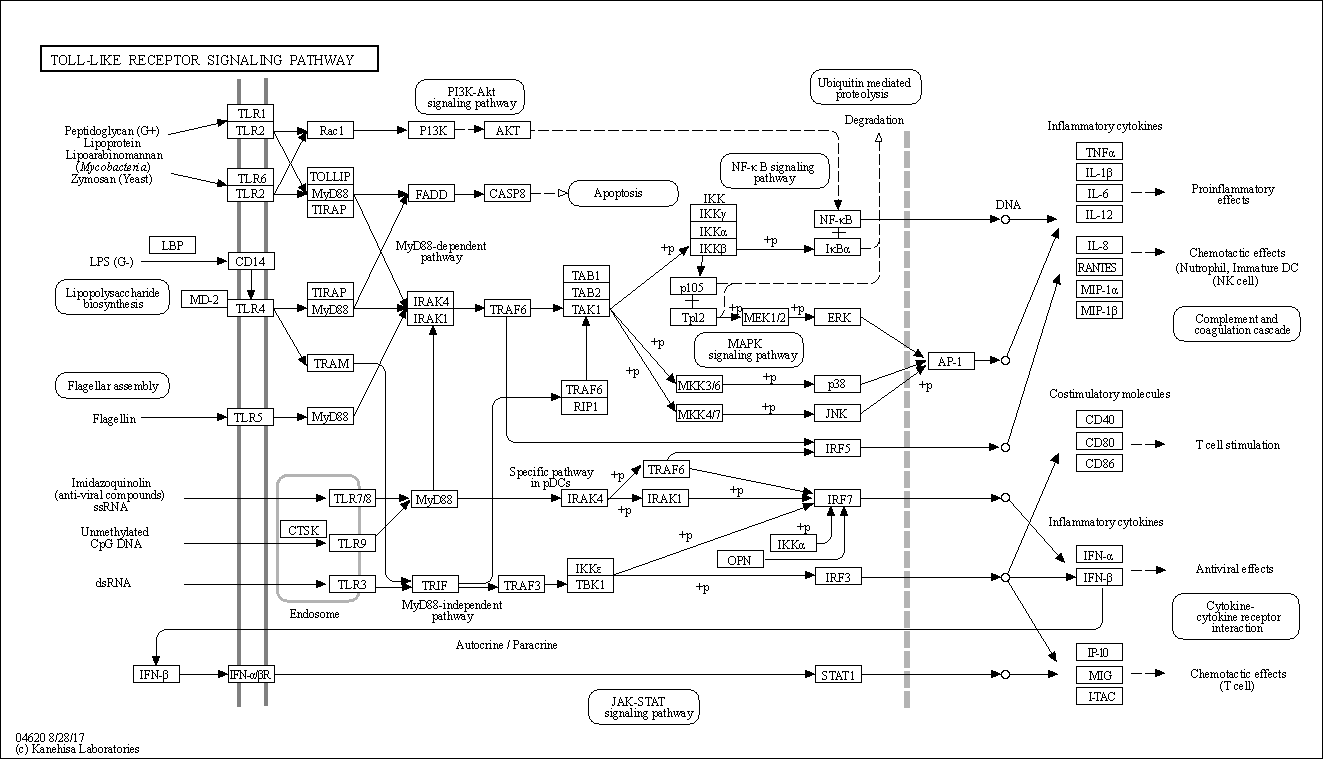 TOLL-LIKE RECEPTOR SIGNALING PATHWAY
PI3K-Akt
signaling pathway
Ubiquitin mediated
proteolysis
Peptidoglycan (G+)
Lipoprotein
Lipoarabinomannan
(Mycobacteria)
Zymosan (Yeast)
TLR1
TLR2
TLR6
TLR2
Rac1
P13K
AKT
Degradation
TOLLIP
MyD88
TIRAP
FADD
CASP8
Apoptosis
NF-κB signaling
pathway
MyD88-dependent
pathway
LBP
LPS (G-)
CD14
Lipopolysaccharide
biosynthesis
MD-2
TLR4
TIRAP
MyD88
IRAK4
IRAK1
TRAF6
TAB1
TAB2
TAK1
IKK
IKKγ
IKKα
IKKβ
+p
+p
NF-κB
+
IκBα
p105
+
Tpl2
+p
MEK1/2
+p
ERK
MAPK
signaling pathway
+p
+p
MKK3/6
+p
p38
MKK4/7
+p
JNK
AP-1
+p
TRAM
Flagellar assembly
Flagellin
TLR5
MyD88
TRAF6
RIP1
IRF5
Imidazoquinolin
(anti-viral compounds)
ssRNA
TLR7/8
MyD88
Specific pathway
in pDCs
IRAK4
+p
+p
TRAF6
IRAK1
+p
IRF7
Unmethylated
CpG DNA
CTSK
TLR9
+p
+p
IKKα
OPN
dsRNA
TLR3
Endosome
TRIF
MyD88-independent
pathway
TRAF3
IKKε
TBK1
+p
IRF3
Autocrine / Paracrine
IFN-β
IFN-α/βR
STAT1
JAK-STAT
signaling pathway
DNA
Inflammatory cytokines
TNFα
IL-1β
IL-6
IL-12
Proinflammatory
effects
IL-8
RANTES
MIP-1α
MIP-1β
Chemotactic effects
(Nutrophil, Immature DC
(NK cell)
Complement and
coagulation cascade
Costimulatory molecules
CD40
CD80
CD86
T cell stimulation
Inflammatory cytokines
IFN-α
IFN-β
Antiviral effects
Cytokine-
cytokine receptor
interaction
IP-10
MIG
I-TAC
Chemotactic effects
(T cell)
04620 8/28/17
(c) Kanehisa Laboratories